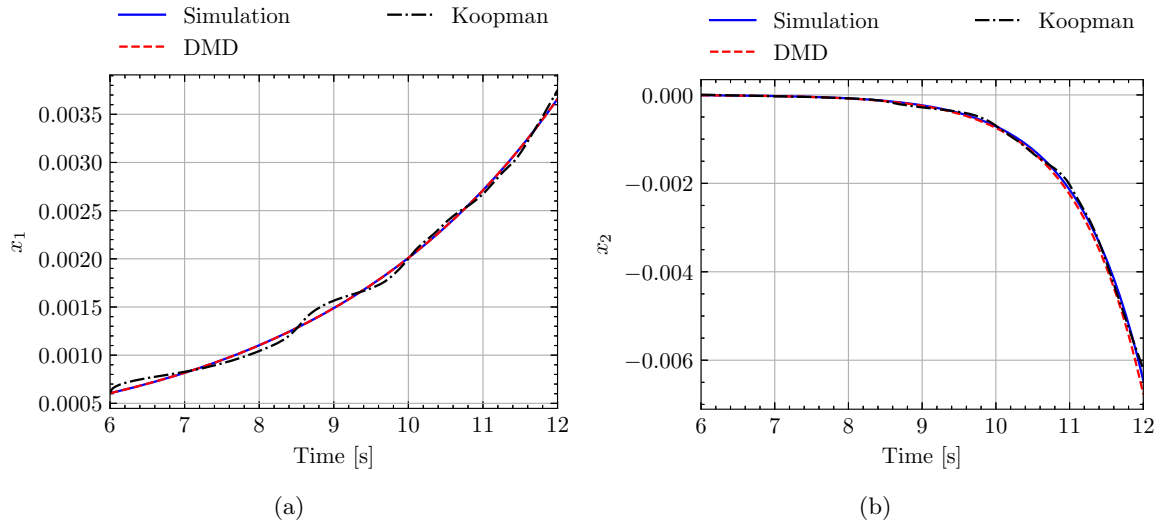 Simulation
DMD
Koopman
0.0035
0.0030
0.0025
0.0020
0.0015
0.0010
0.0005
x₁
6 7 8 9 10 11 12
Time [s]
(a)
Simulation
DMD
Koopman
0.000
−0.002
−0.004
−0.006
x₂
6 7 8 9 10 11 12
Time [s]
(b)